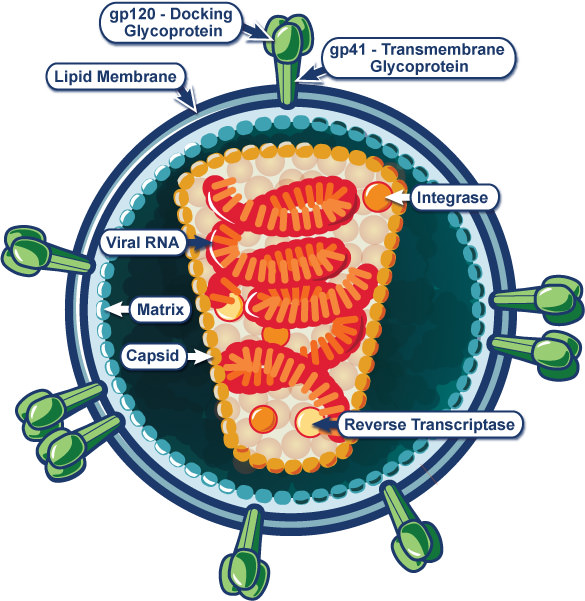 gp120 - Docking
Glycoprotein
gp41 - Transmembrane
Glycoprotein
Lipid Membrane
Integrase
Viral RNA
Matrix
Capsid
Reverse Transcriptase